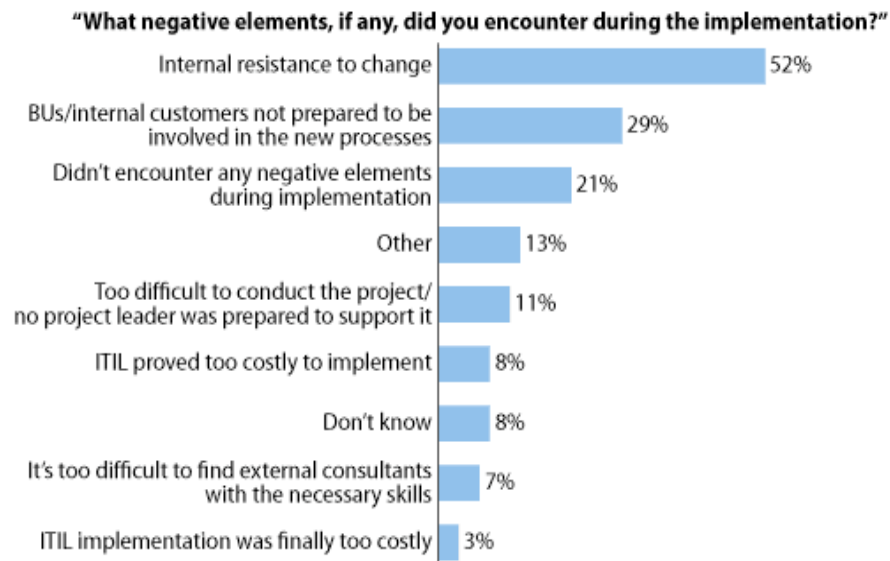 “What negative elements, if any, did you encounter during the implementation?”
Internal resistance to change
52%
BUs/internal customers not prepared to be
involved in the new processes
29%
Didn’t encounter any negative elements
during implementation
21%
Other
13%
Too difficult to conduct the project/
no project leader was prepared to support it
11%
ITIL proved too costly to implement
8%
Don’t know
8%
It’s too difficult to find external consultants
with the necessary skills
7%
ITIL implementation was finally too costly
3%